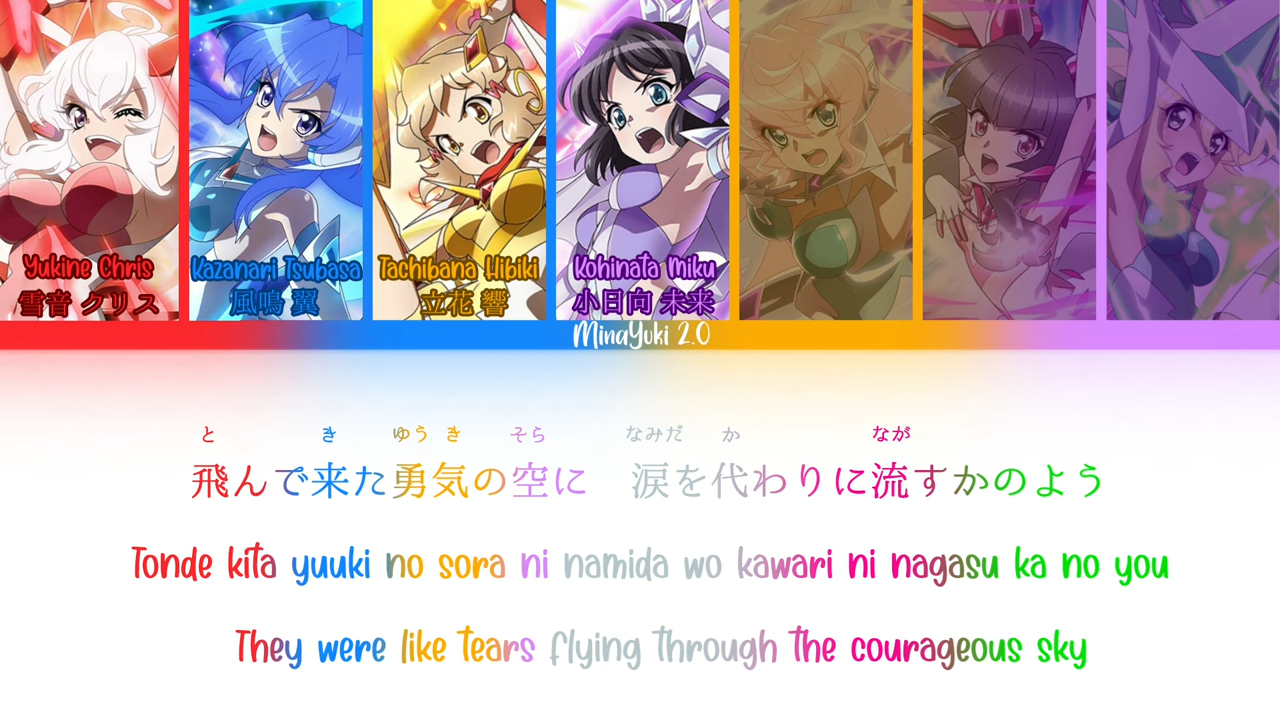 Yukine Chris
雪音 クリス
Kazanari Tsubasa
風鳴 翼
Tachibana Hibiki
立花 響
Kohinata Miku
小日向 未来
MinaYuki 2.0
と き ゆう き そら なみだ か なが
飛んで来た勇気の空に 涙を代わりに流すかのよう
Tonde kita yuuki no sora ni namida wo kawari ni nagasu ka no you
They were like tears flying through the courageous sky